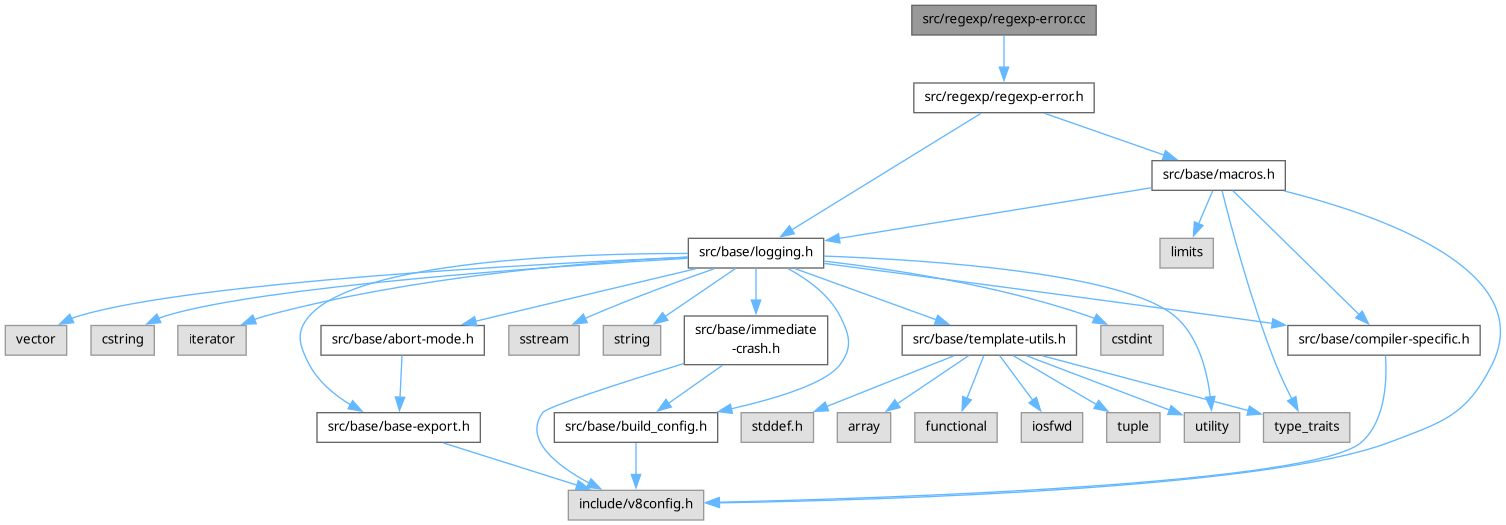 src/regexp/regexp-error.cc
src/regexp/regexp-error.h
src/base/macros.h
src/base/logging.h
limits
vector
cstring
iterator
src/base/abort-mode.h
sstream
string
src/base/immediate
-crash.h
src/base/template-utils.h
cstdint
src/base/compiler-specific.h
src/base/base-export.h
src/base/build_config.h
stddef.h
array
functional
iosfwd
tuple
utility
type_traits
include/v8config.h